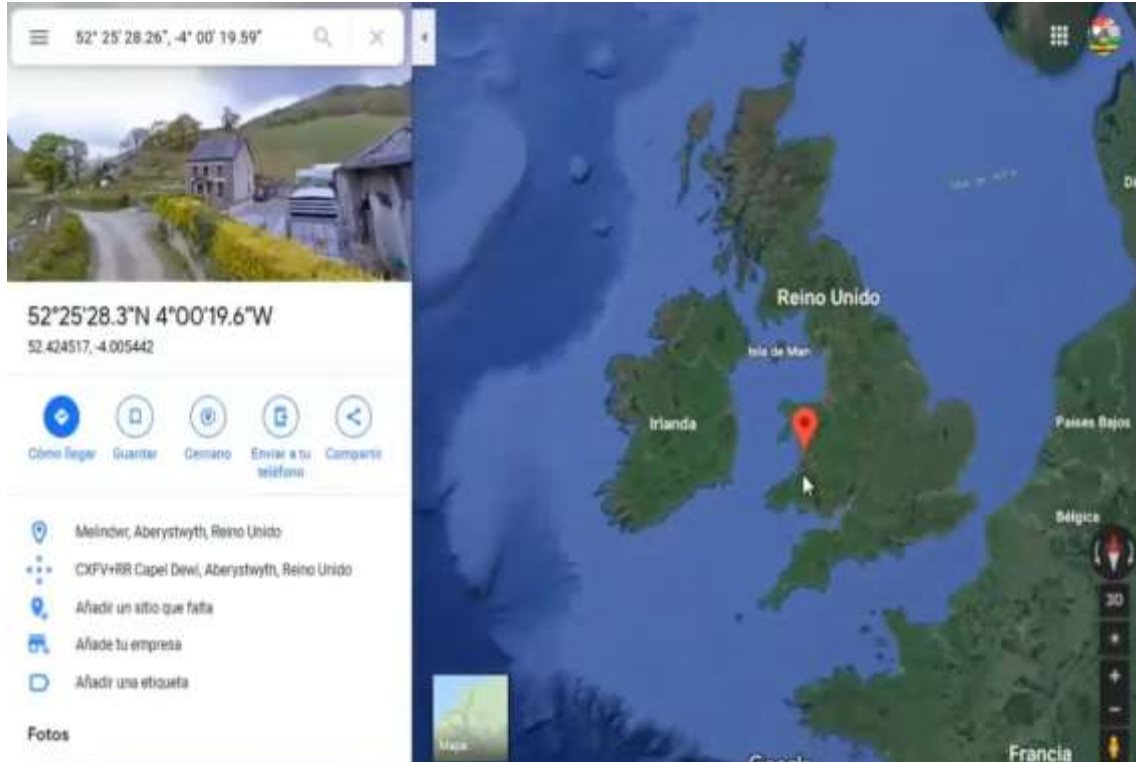 52° 25' 28.26", -4° 00' 19.59"
52°25'28.3"N 4°00'19.6"W
52.424517, -4.005442
Cómo llegar
Guardar
Cercano
Enviar a tu
teléfono
Compartir
Melindwr, Aberystwyth, Reino Unido
CXFV+RR Capel Dewi, Aberystwyth, Reino Unido
Añadir un sitio que falta
Añade tu empresa
Añadir una etiqueta
Fotos
Mapa
Reino Unido
Isla de Man
Irlanda
Países Bajos
Bélgica
3D
Francia
Google